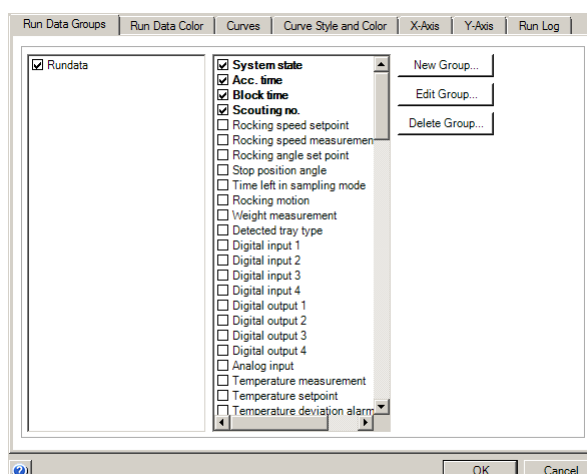 Run Data Groups
Run Data Color
Curves
Curve Style and Color
X-Axis
Y-Axis
Run Log
Rundata
System state
Acc. time
Block time
Scouting no.
Rocking speed setpoint
Rocking speed measuremen
Rocking angle set point
Stop position angle
Time left in sampling mode
Rocking motion
Weight measurement
Detected tray type
Digital input 1
Digital input 2
Digital input 3
Digital input 4
Digital output 1
Digital output 2
Digital output 3
Digital output 4
Analog input
Temperature measurement
Temperature setpoint
Temperature deviation alarm
New Group...
Edit Group...
Delete Group...
?
OK
Cancel